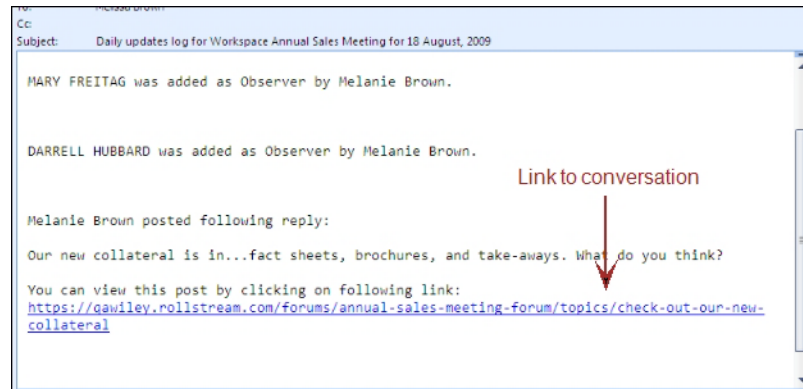 To: Melissa Brown
Cc:
Subject: Daily updates log for Workspace Annual Sales Meeting for 18 August, 2009
MARY FREITAG was added as Observer by Melanie Brown.
DARRELL HUBBARD was added as Observer by Melanie Brown.
Link to conversation
Melanie Brown posted following reply:
Our new collateral is in...fact sheets, brochures, and take-aways. What do you think?
You can view this post by clicking on following link:
https://qawiley.rollstream.com/forums/annual-sales-meeting-forum/topics/check-out-our-new-
collateral